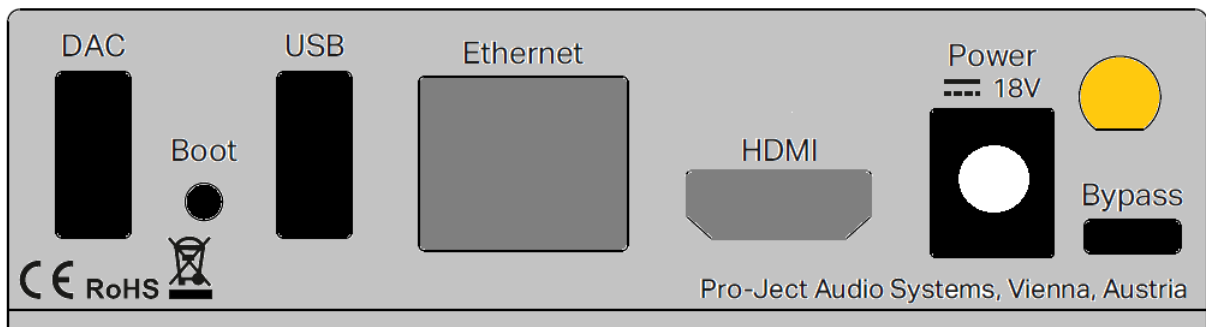 DAC
USB
Ethernet
Power
18V
Boot
HDMI
Bypass
CE RoHS
Pro-Ject Audio Systems, Vienna, Austria